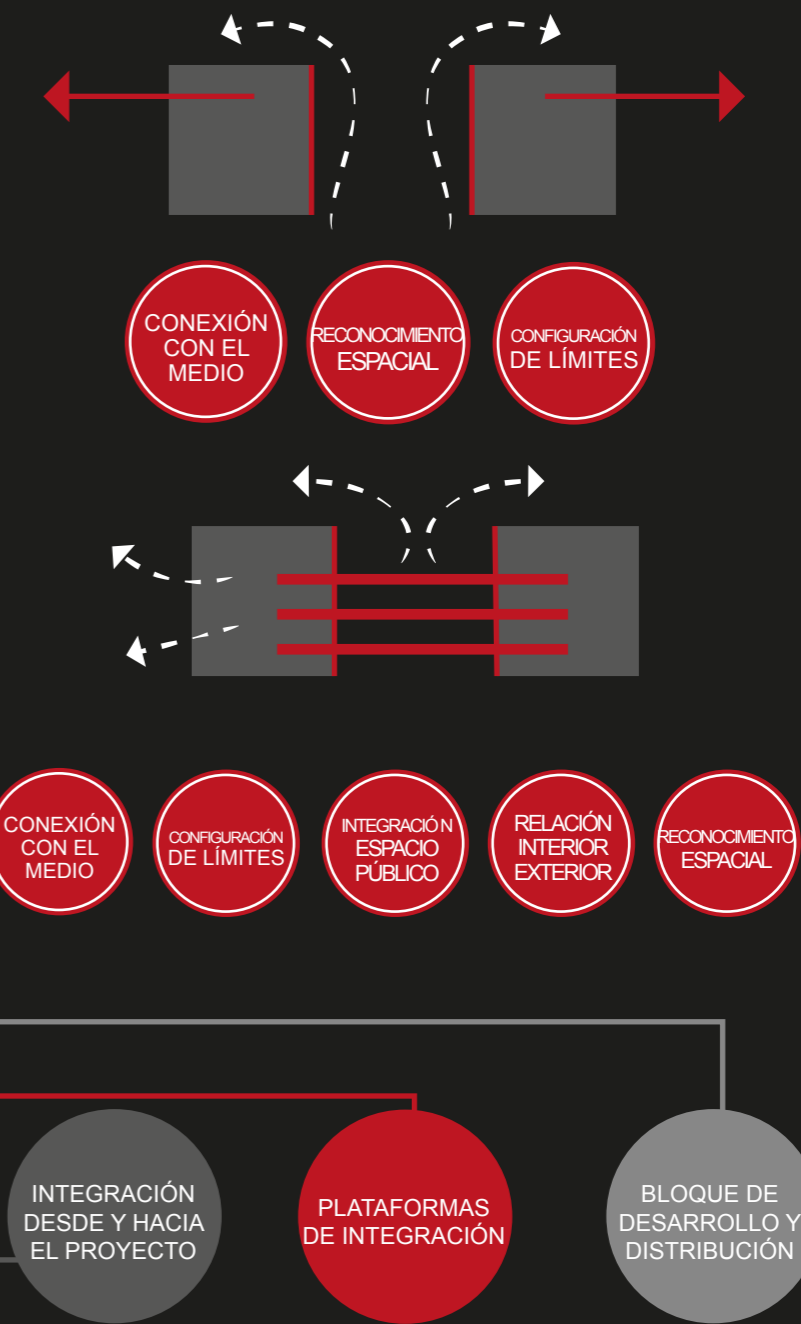 CONEXIÓN
CON EL
MEDIO
RECONOCIMIENTO
ESPACIAL
CONFIGURACIÓN
DE LÍMITES
CONEXIÓN
CON EL
MEDIO
CONFIGURACIÓN
DE LÍMITES
INTEGRACIÓN
ESPACIO
PÚBLICO
RELACIÓN
INTERIOR
EXTERIOR
RECONOCIMIENTO
ESPACIAL
INTEGRACIÓN
DESDE Y HACIA
EL PROYECTO
PLATAFORMAS
DE INTEGRACIÓN
BLOQUE DE
DESARROLLO Y
DISTRIBUCIÓN